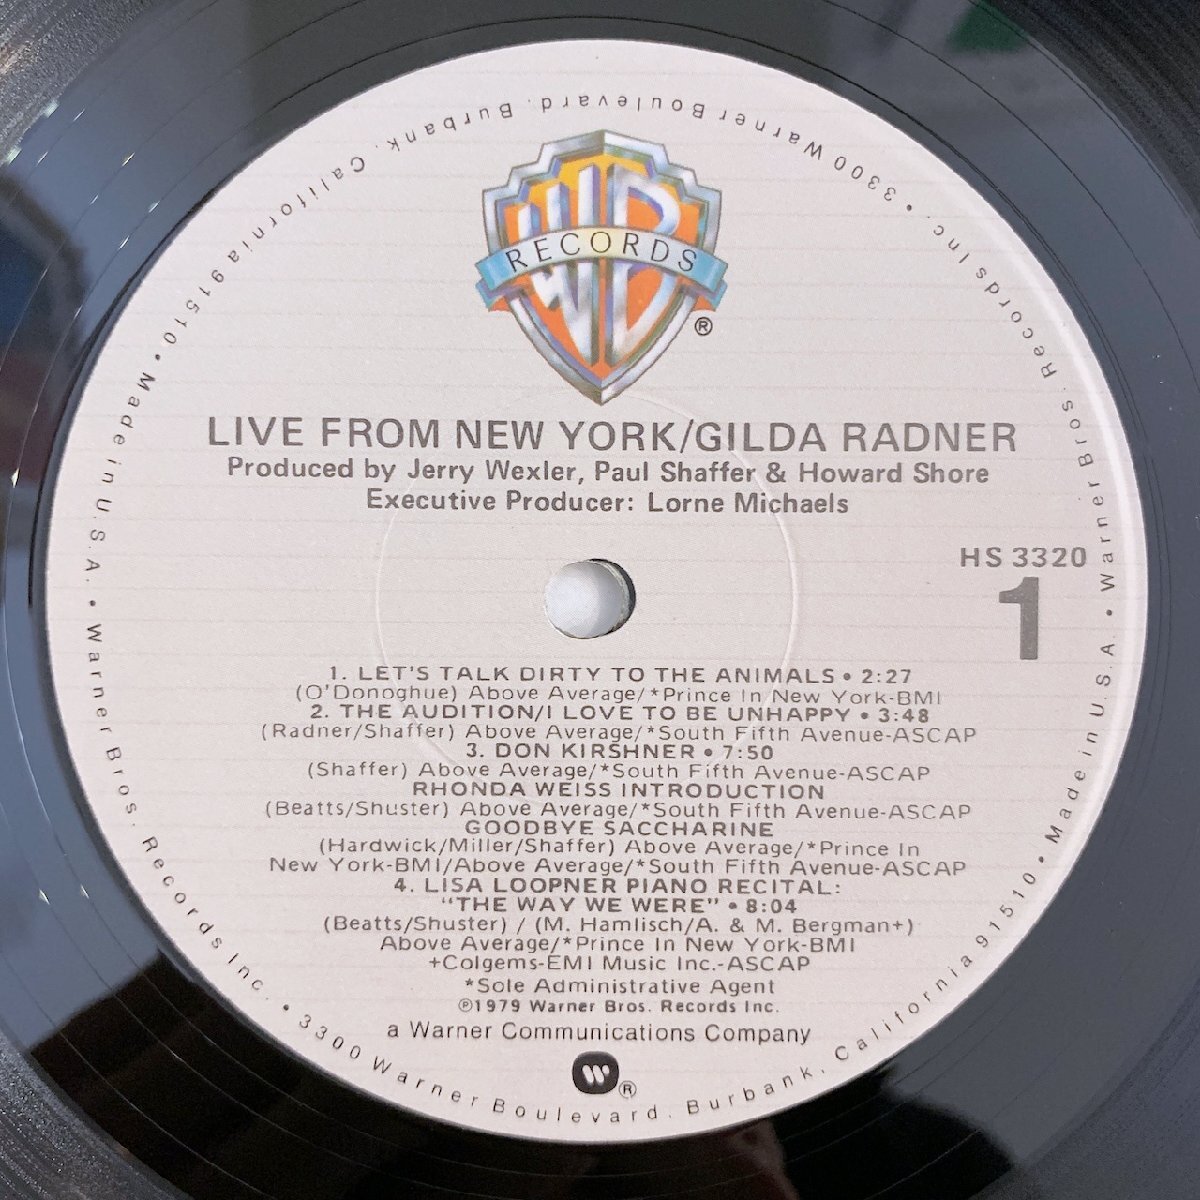 WB
RECORDS
®
LIVE FROM NEW YORK/GILDA RADNER
Produced by Jerry Wexler, Paul Shaffer & Howard Shore
Executive Producer: Lorne Michaels
HS 3320
1
1. LET'S TALK DIRTY TO THE ANIMALS • 2:27
(O'Donoghue) Above Average/*Prince In New York-BMI
2. THE AUDITION/I LOVE TO BE UNHAPPY • 3:48
(Radner/Shaffer) Above Average/*South Fifth Avenue-ASCAP
3. DON KIRSHNER • 7:50
(Shaffer) Above Average/*South Fifth Avenue-ASCAP
RHONDA WEISS INTRODUCTION
(Beatts/Shuster) Above Average/*South Fifth Avenue-ASCAP
GOODBYE SACCHARINE
(Hardwick/Miller/Shaffer) Above Average/*Prince In
New York-BMI/Above Average/*South Fifth Avenue-ASCAP
4. LISA LOOPNER PIANO RECITAL:
"THE WAY WE WERE" • 8:04
(Beatts/Shuster) / (M. Hamlisch/A. & M. Bergman+)
Above Average/*Prince In New York-BMI
+Colgems-EMI Music Inc.-ASCAP
*Sole Administrative Agent
℗1979 Warner Bros. Records Inc.
a Warner Communications Company
W ®
Made in U.S.A. • Warner Bros. Records Inc. • 3300 Warner Boulevard. Burbank, California 91510 • Made in U.S.A. • Warner Bros. Records Inc. • 3300 Warner Boulevard. Burbank, California 91510 •